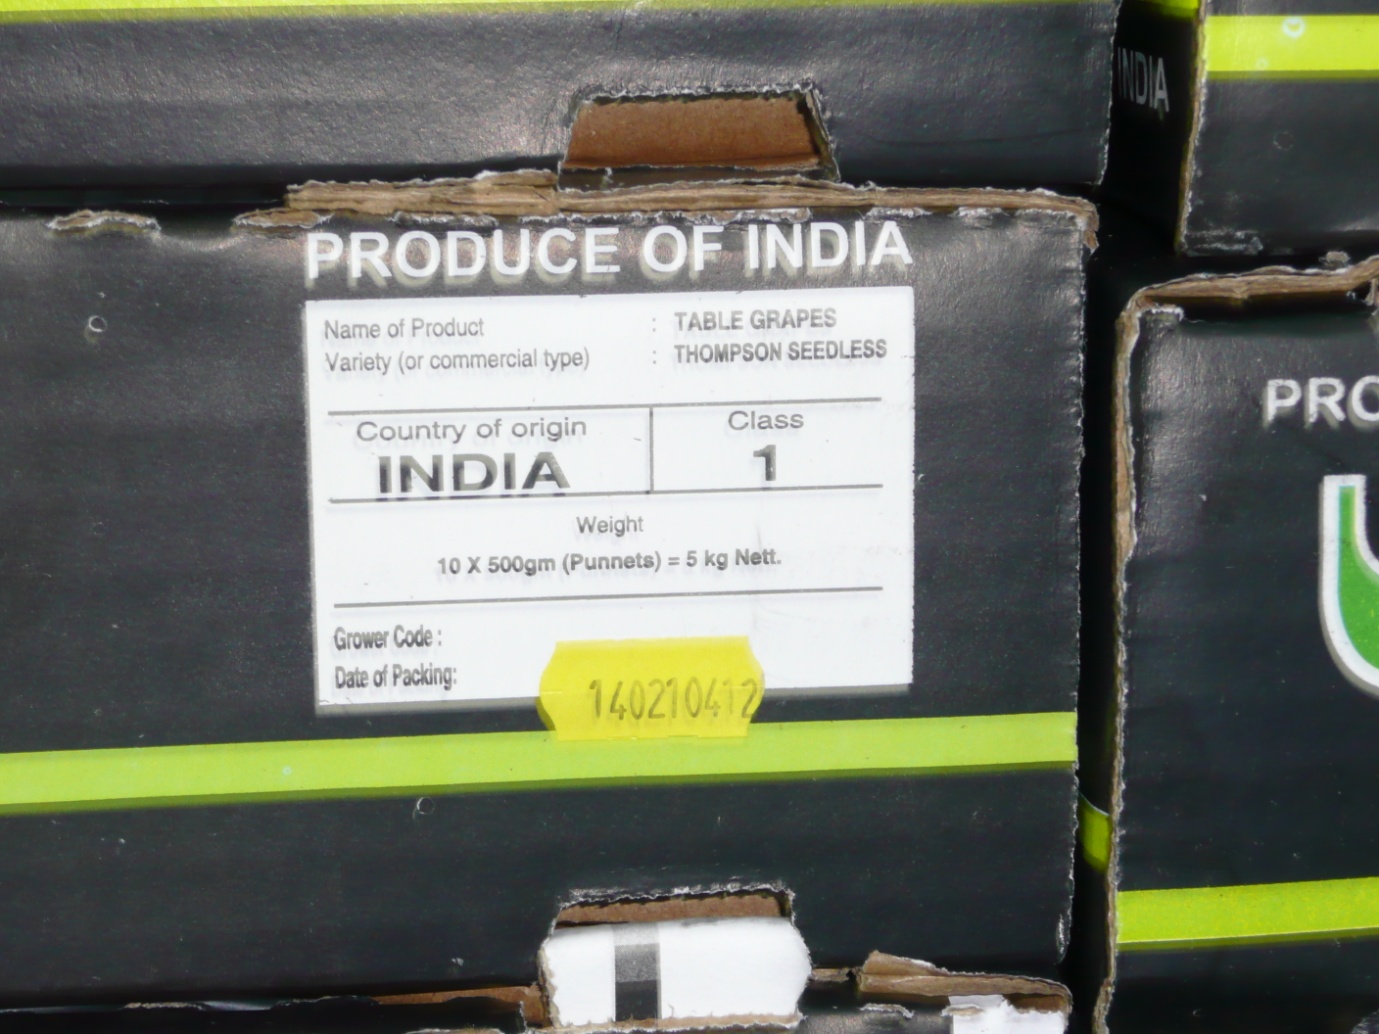 INDIA
PRODUCE OF INDIA
Name of Product : TABLE GRAPES
Variety (or commercial type) : THOMPSON SEEDLESS
Country of origin
INDIA
Class
1
Weight
10 X 500gm (Punnets) = 5 kg Nett.
Grower Code :
Date of Packing:
140210412
PRO